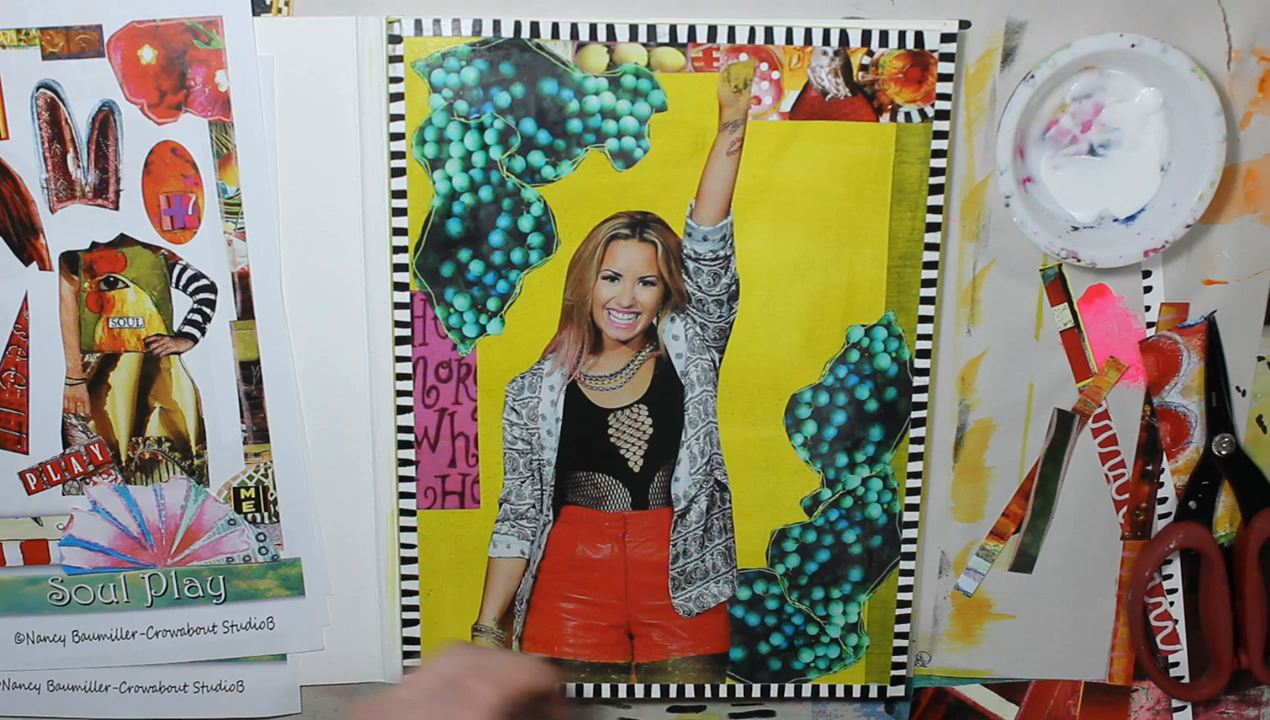 SOUL
PLAY
ME
Soul Play
©Nancy Baumiller-Crowabout StudioB
Nancy Baumiller-Crowabout StudioB